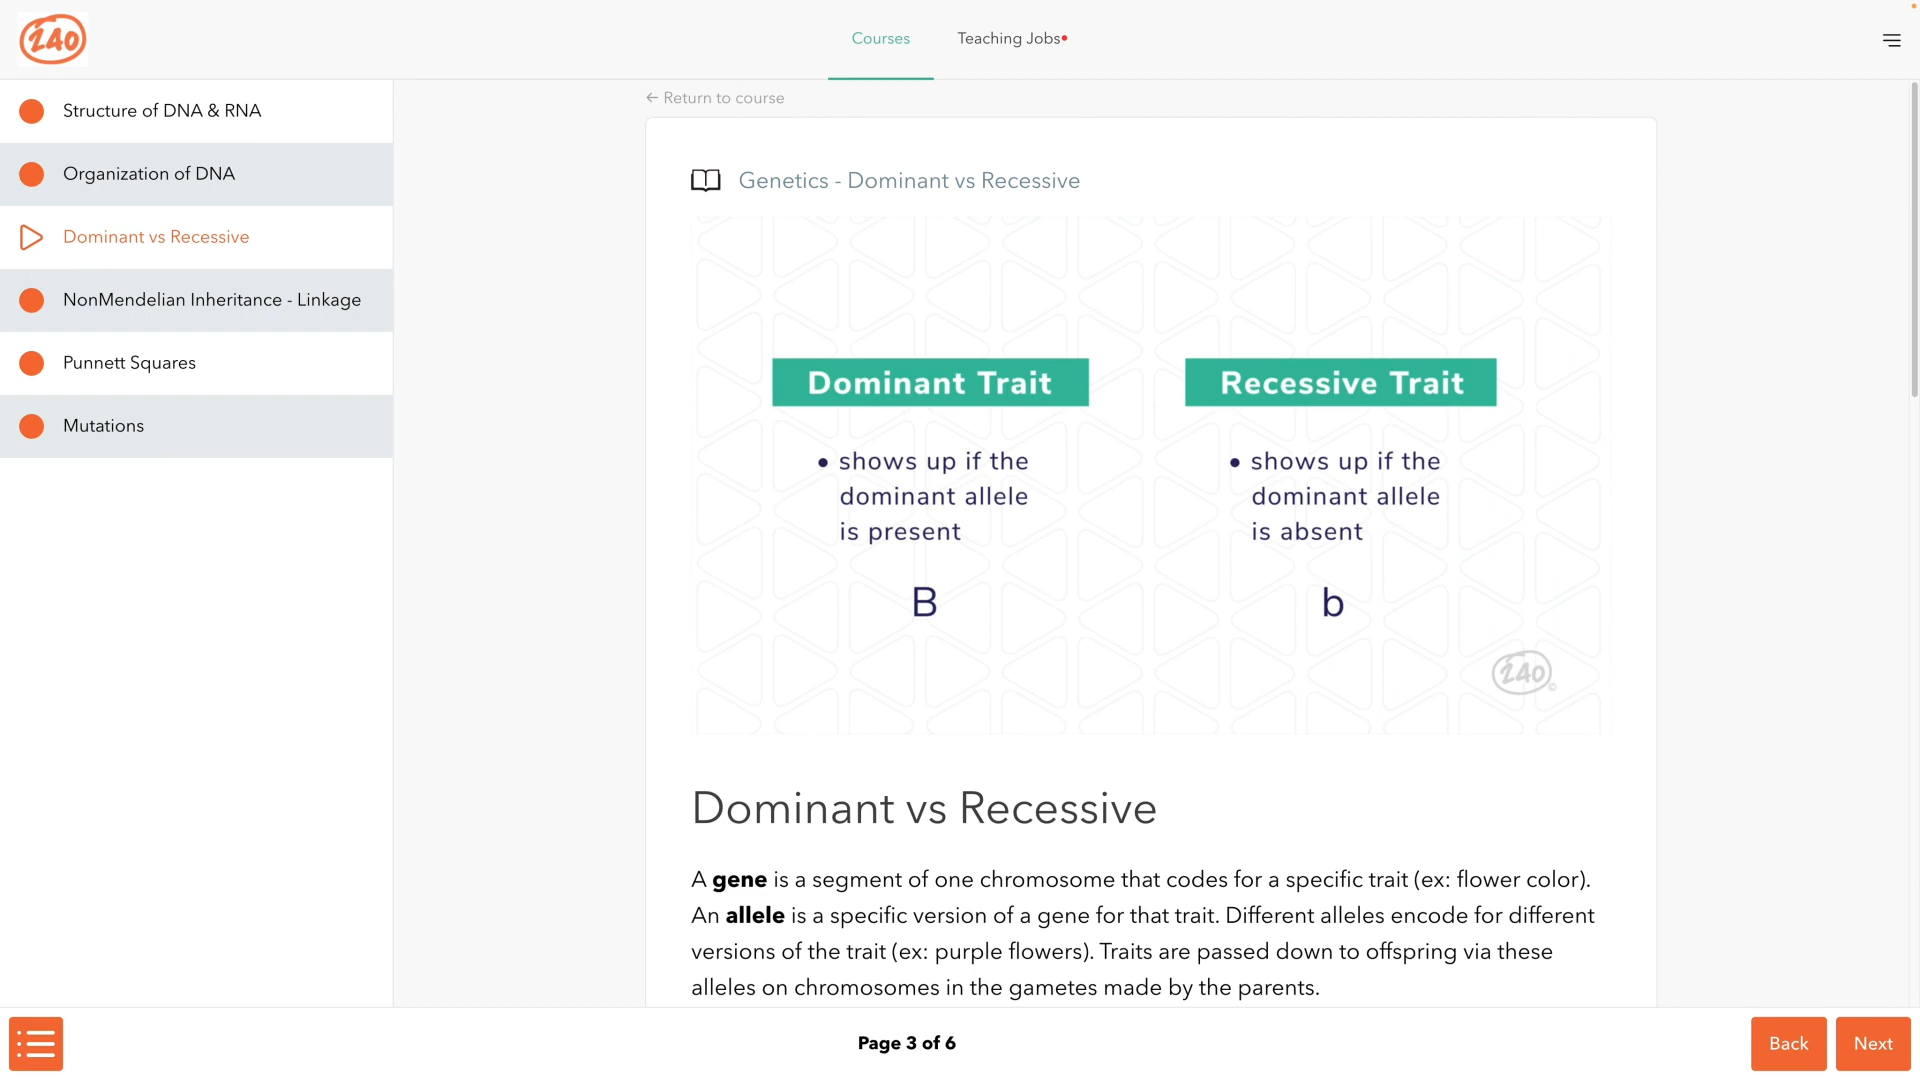 240
Courses
Teaching Jobs
Structure of DNA & RNA
Organization of DNA
Dominant vs Recessive
NonMendelian Inheritance - Linkage
Punnett Squares
Mutations
← Return to course
Genetics - Dominant vs Recessive
Dominant Trait
• shows up if the
dominant allele
is present
B
Recessive Trait
• shows up if the
dominant allele
is absent
b
240©
Dominant vs Recessive
A gene is a segment of one chromosome that codes for a specific trait (ex: flower color).
An allele is a specific version of a gene for that trait. Different alleles encode for different
versions of the trait (ex: purple flowers). Traits are passed down to offspring via these
alleles on chromosomes in the gametes made by the parents.
Page 3 of 6
Back
Next